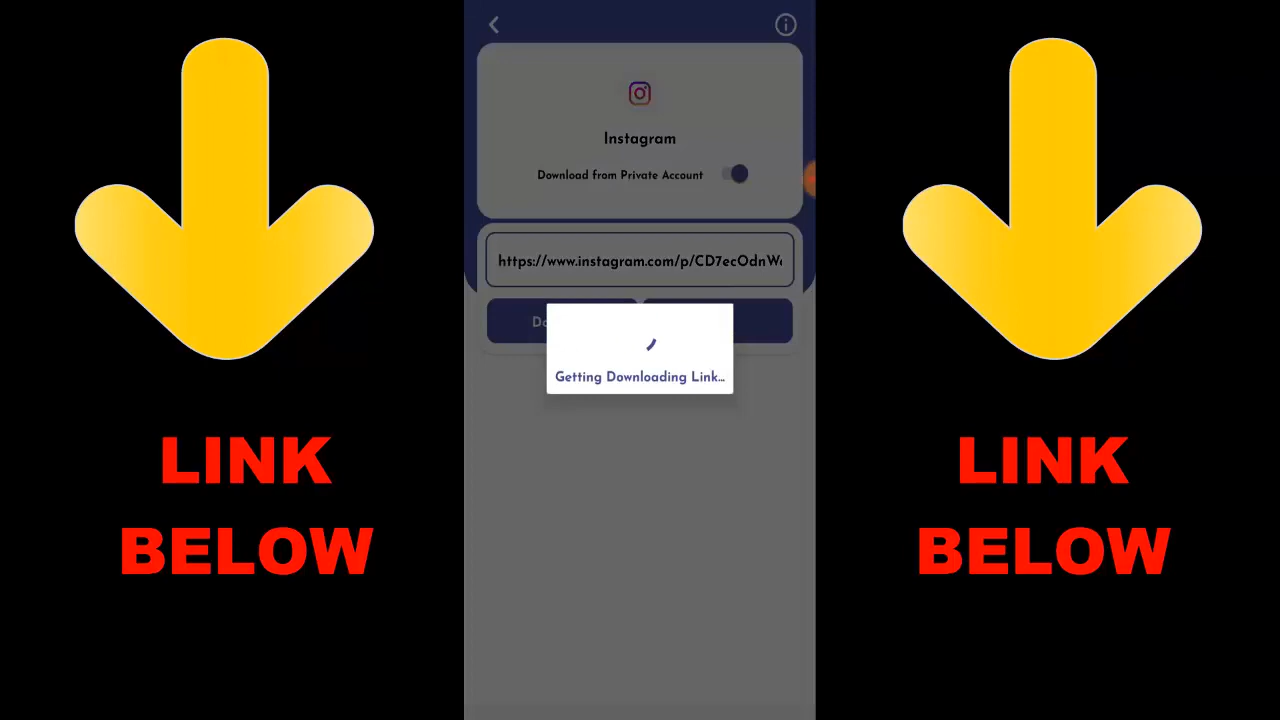 Instagram
Download from Private Account
https://www.instagram.com/p/CD7ecOdnW
Getting Downloading Link...
LINK
BELOW
LINK
BELOW